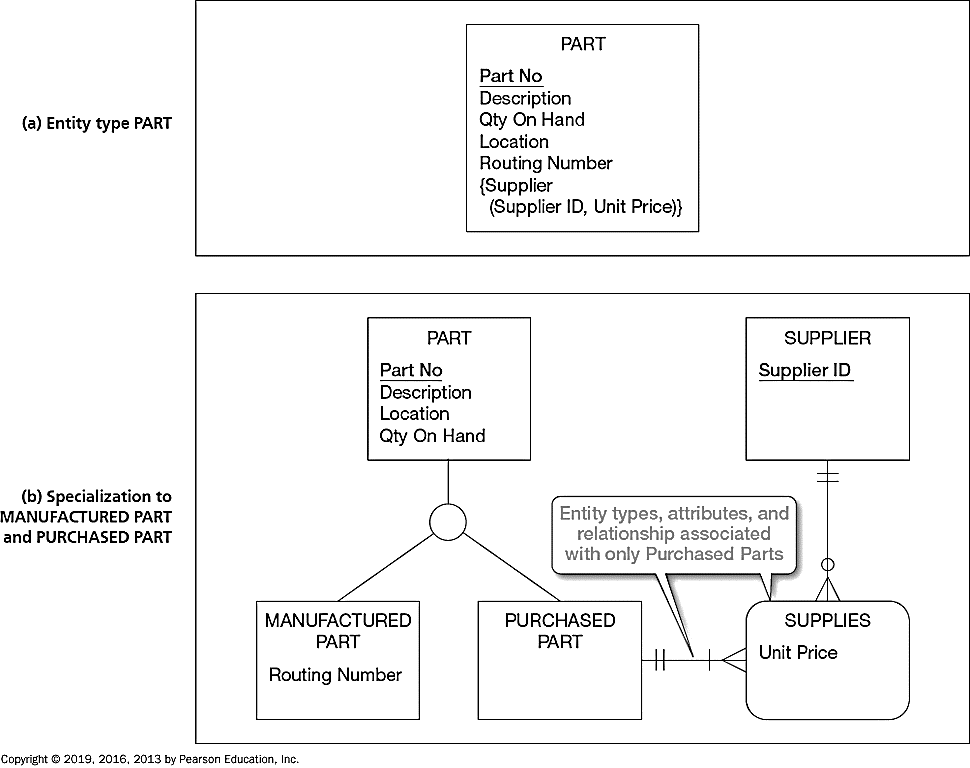 (a) Entity type PART
PART
Part No
Description
Qty On Hand
Location
Routing Number
{Supplier
(Supplier ID, Unit Price)}
(b) Specialization to
MANUFACTURED PART
and PURCHASED PART
PART
Part No
Description
Location
Qty On Hand
SUPPLIER
Supplier ID
Entity types, attributes, and
relationship associated
with only Purchased Parts
MANUFACTURED
PART
Routing Number
PURCHASED
PART
SUPPLIES
Unit Price
Copyright © 2019, 2016, 2013 by Pearson Education, Inc.